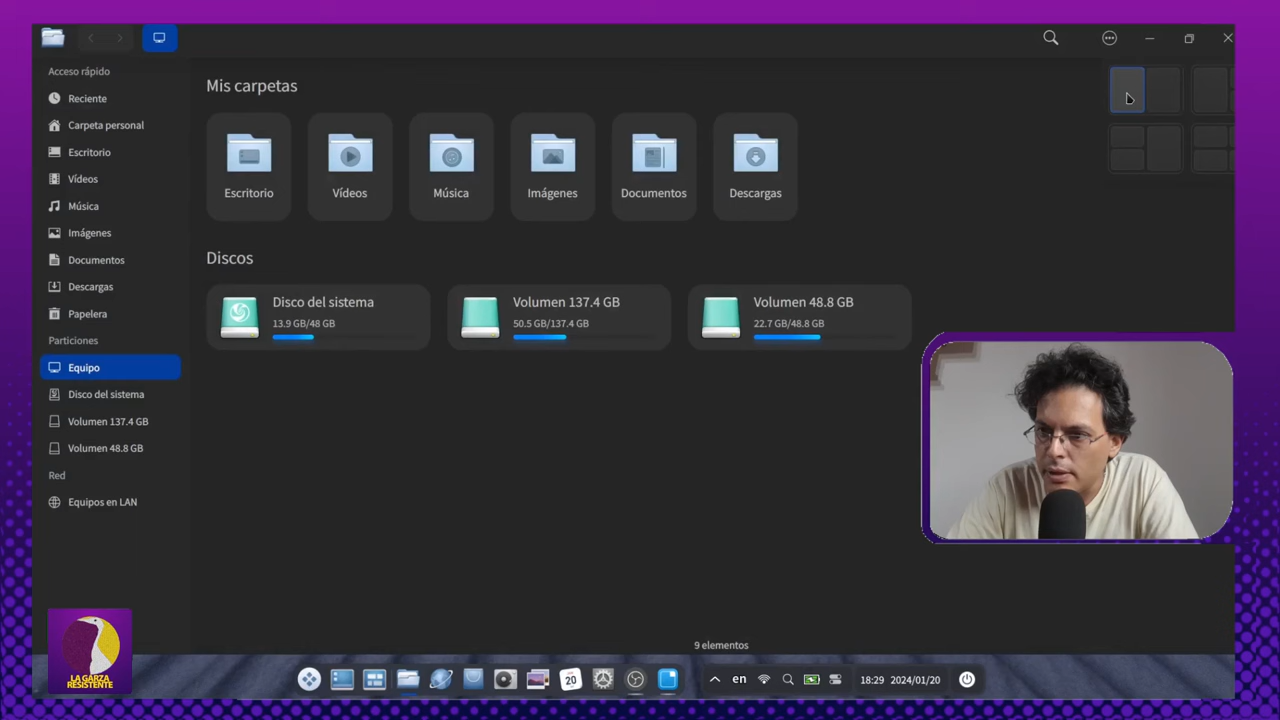 Acceso rápido
Reciente
Carpeta personal
Escritorio
Vídeos
Música
Imágenes
Documentos
Descargas
Papelera
Particiones
Equipo
Disco del sistema
Volumen 137.4 GB
Volumen 48.8 GB
Red
Equipos en LAN
Mis carpetas
Escritorio
Vídeos
Música
Imágenes
Documentos
Descargas
Discos
Disco del sistema
13.9 GB/48 GB
Volumen 137.4 GB
50.5 GB/137.4 GB
Volumen 48.8 GB
22.7 GB/48.8 GB
9 elementos
LA GARZA
RESISTENTE
20
en
18:29 2024/01/20